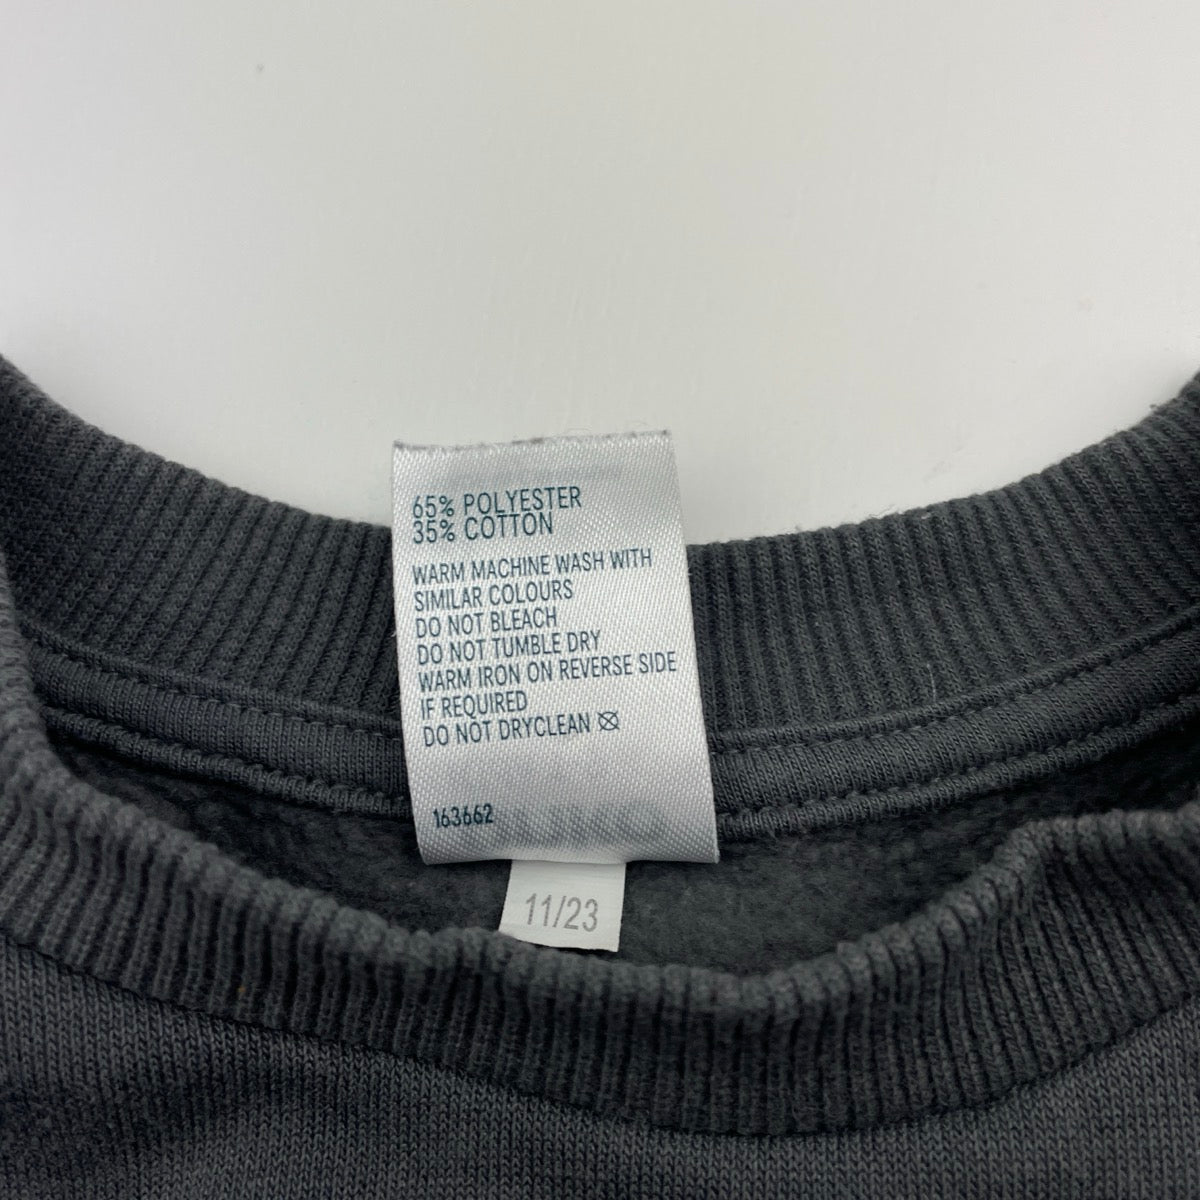 65% POLYESTER
35% COTTON
WARM MACHINE WASH WITH
SIMILAR COLOURS
DO NOT BLEACH
DO NOT TUMBLE DRY
WARM IRON ON REVERSE SIDE
IF REQUIRED
DO NOT DRYCLEAN
163662
11/23